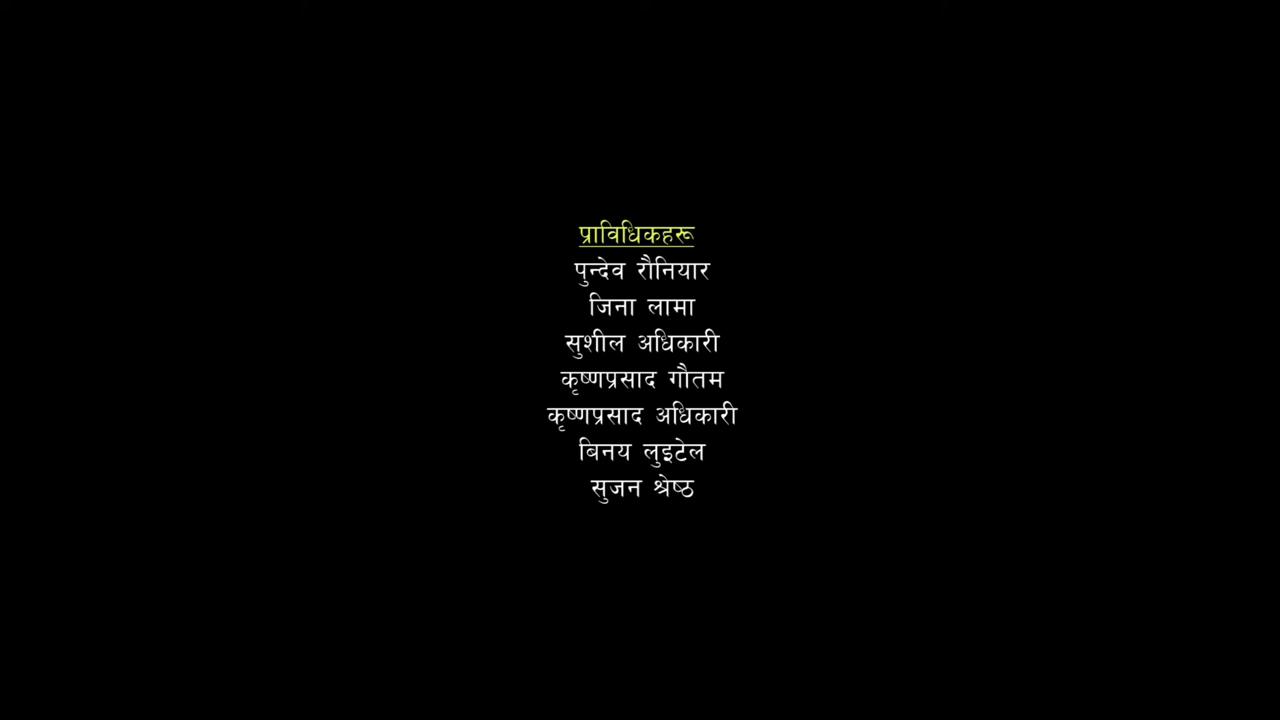 प्राविधिकहरू
पुन्देव रौनियार
जिना लामा
सुशील अधिकारी
कृष्णप्रसाद गौतम
कृष्णप्रसाद अधिकारी
बिनय लुइटेल
सुजन श्रेष्ठ